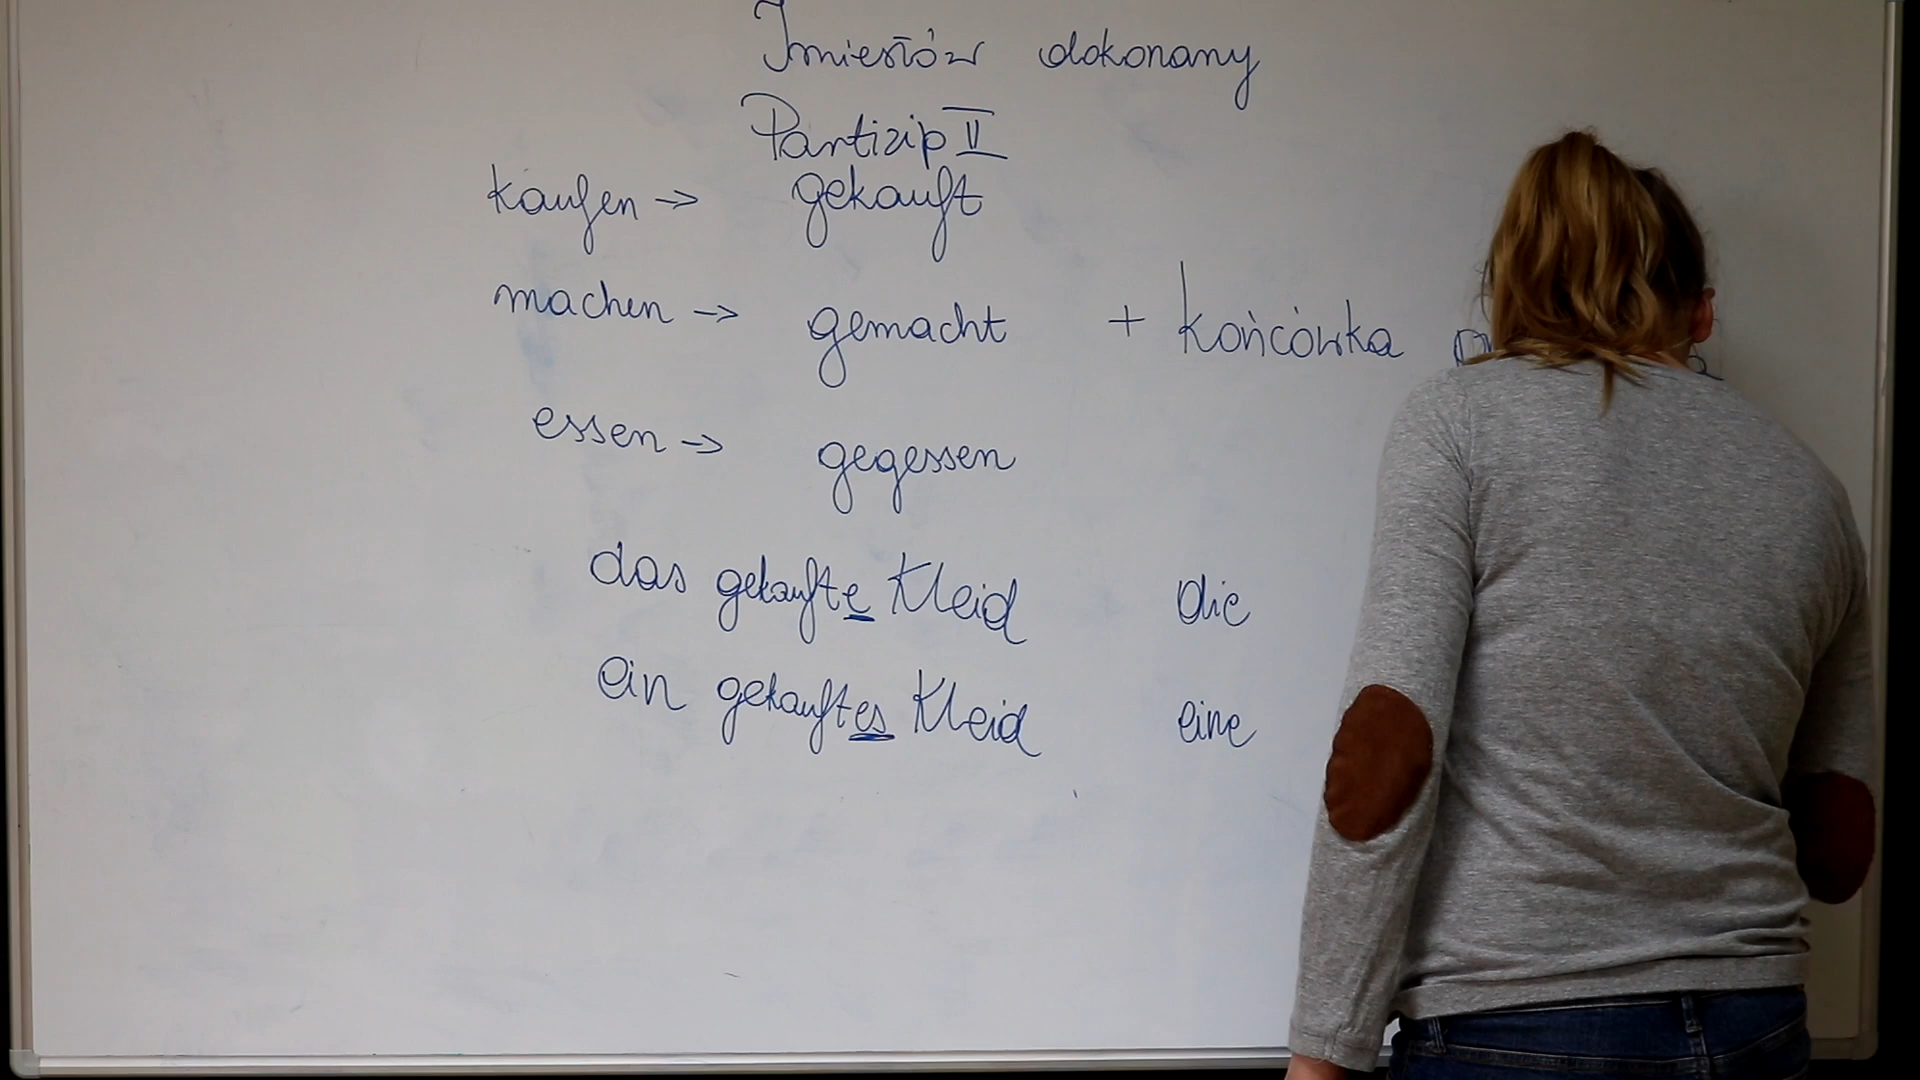 Imiesłów dokonany
Partizip II
kaufen → gekauft
machen → gemacht + końcówka
essen → gegessen
das gekaufte Kleid die
ein gekauftes Kleid eine